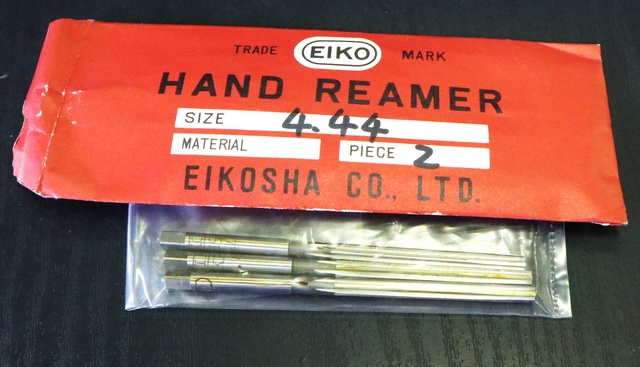 TRADE EIKO MARK
HAND REAMER
SIZE 4.44
MATERIAL PIECE 2
EIKOSHA CO., LTD.